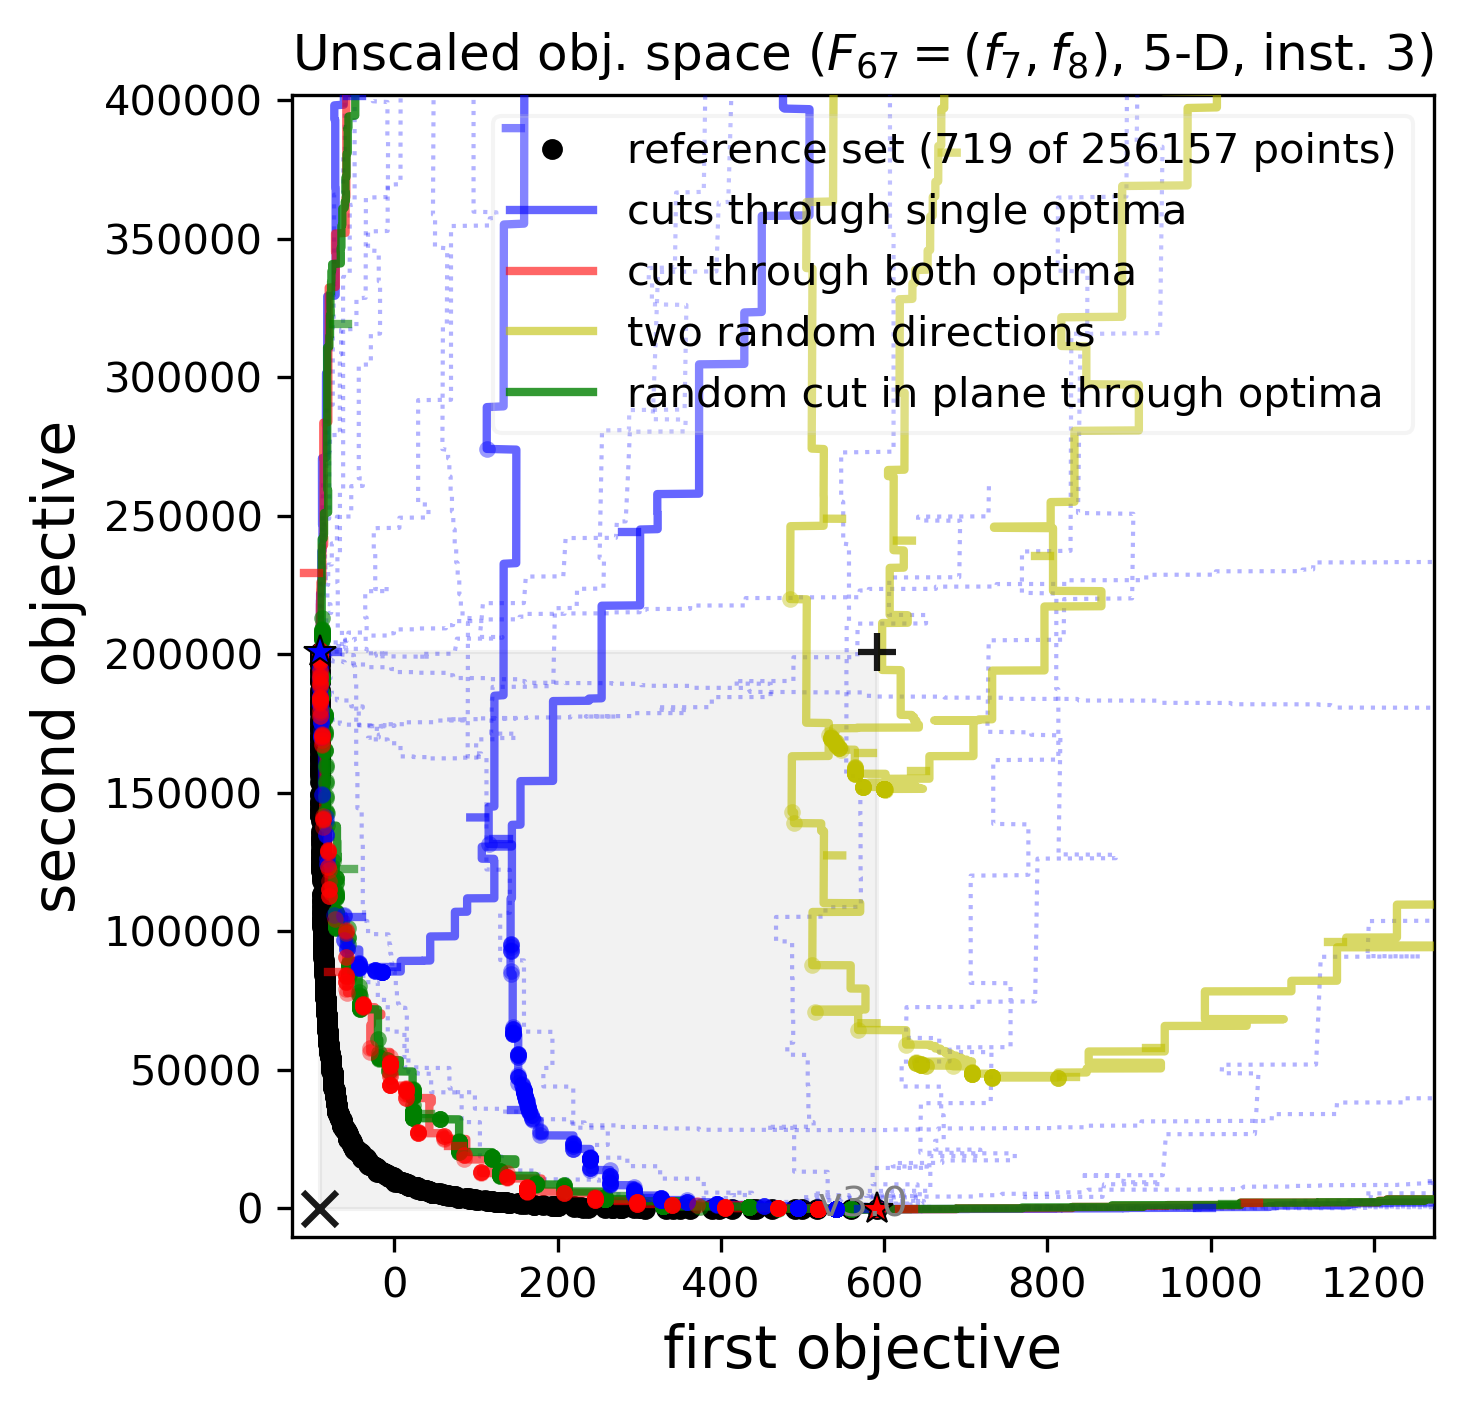 Unscaled obj. space (F67 = (f7, f8), 5-D, inst. 3)
400000
350000
300000
250000
200000
150000
100000
50000
0
second objective
reference set (719 of 256157 points)
cuts through single optima
cut through both optima
two random directions
random cut in plane through optima
v3.0
0 200 400 600 800 1000 1200
first objective